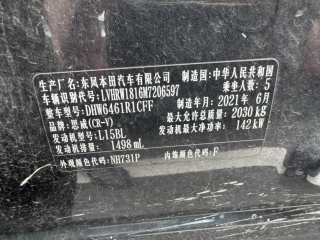 生产厂名:东风本田汽车有限公司 制造国:中华人民共和国
车辆识别代号:LVHRW1816M7206597 乘坐人数:5
整车型号:DHW6461R1CFF 制造年月:2021年6月
品牌:思威(CR-V) 最大允许总质量:2030kg
发动机型号:L15BL 发动机最大净功率:142kW
发动机排量:1498mL
外观颜色代码:NH731P 内饰颜色代码:F